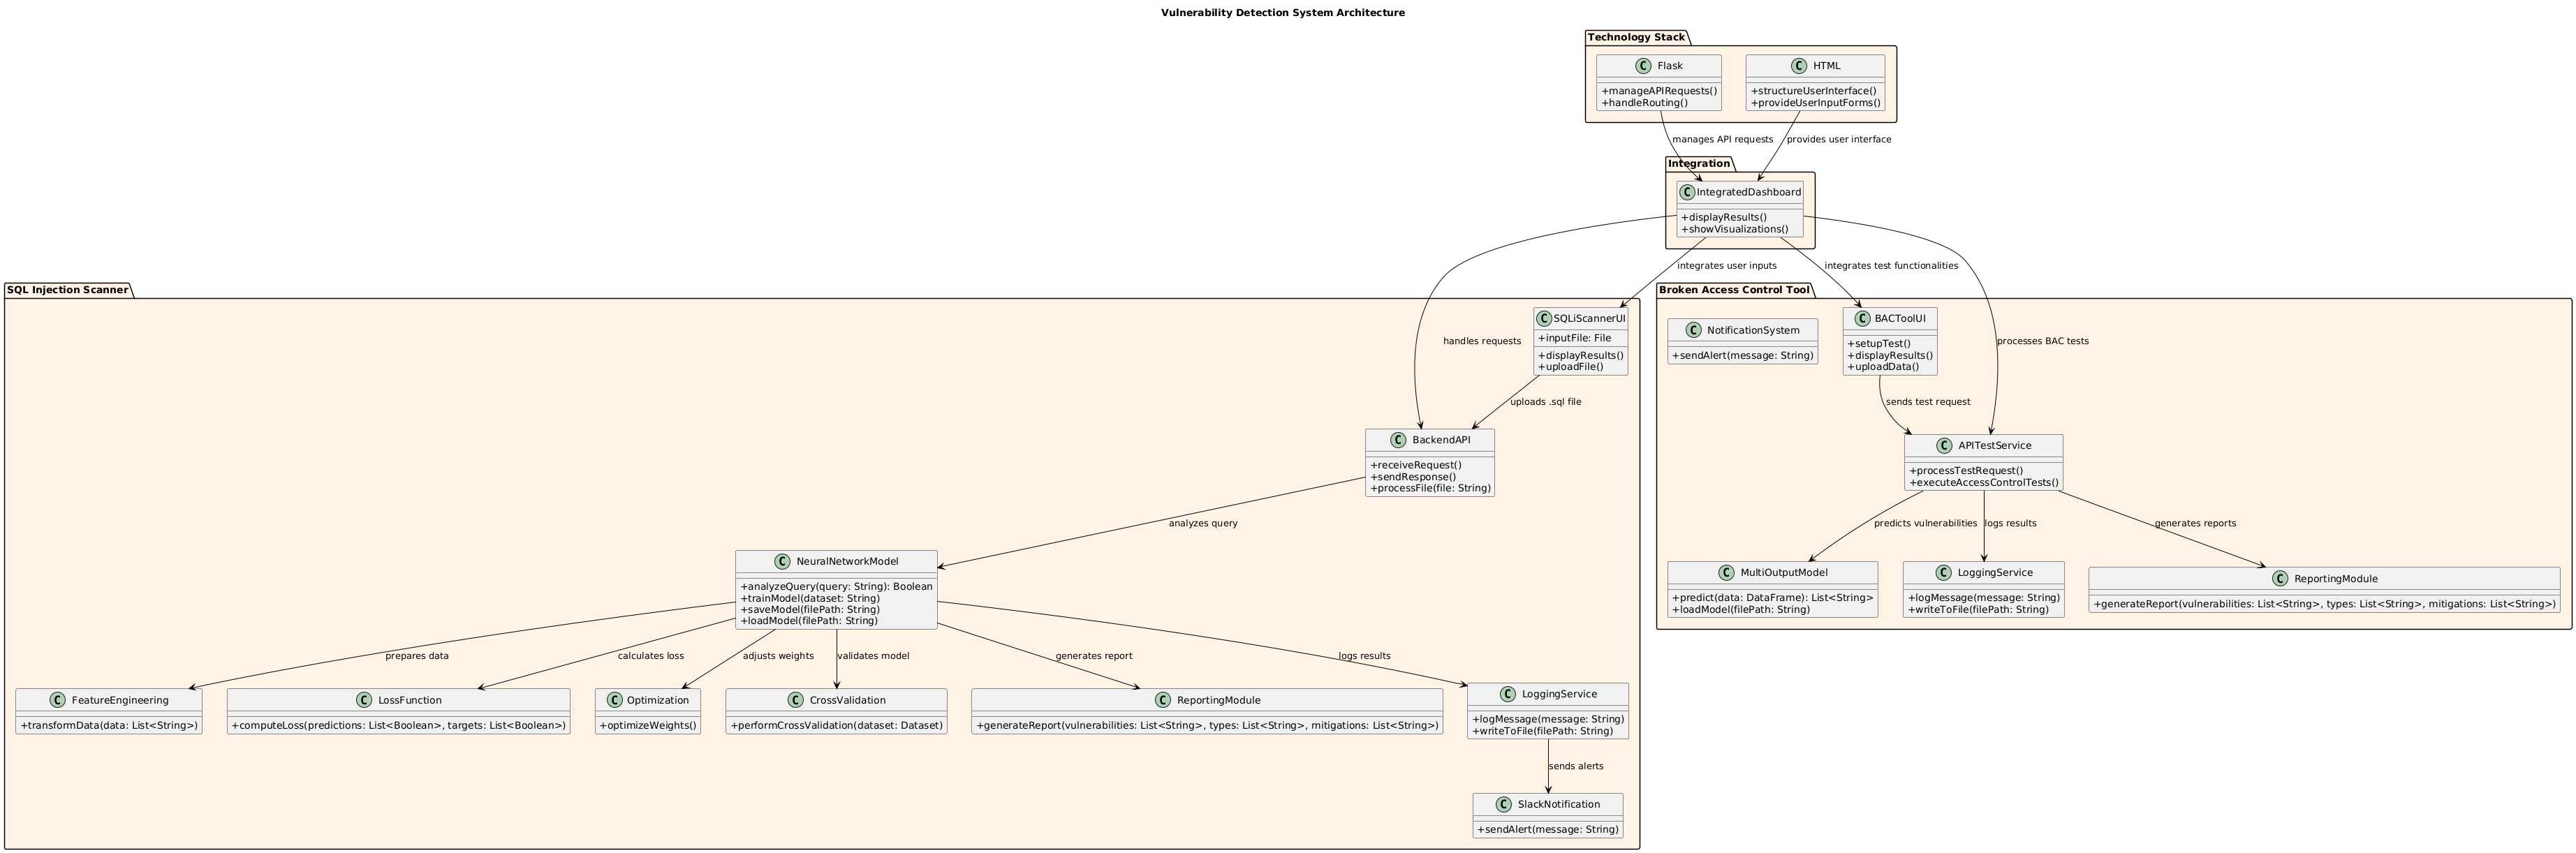 Vulnerability Detection System Architecture
Technology Stack
C Flask
+manageAPIRequests()
+handleRouting()
C HTML
+structureUserInterface()
+provideUserInputForms()
manages API requests
provides user interface
Integration
C IntegratedDashboard
+displayResults()
+showVisualizations()
integrates user inputs
integrates test functionalities
SQL Injection Scanner
handles requests
C SQLiScannerUI
+inputFile: File
+displayResults()
+uploadFile()
uploads .sql file
C BackendAPI
+receiveRequest()
+sendResponse()
+processFile(file: String)
analyzes query
C NeuralNetworkModel
+analyzeQuery(query: String): Boolean
+trainModel(dataset: String)
+saveModel(filePath: String)
+loadModel(filePath: String)
prepares data
calculates loss
adjusts weights
validates model
generates report
logs results
C FeatureEngineering
+transformData(data: List<String>)
C LossFunction
+computeLoss(predictions: List<Boolean>, targets: List<Boolean>)
C Optimization
+optimizeWeights()
C CrossValidation
+performCrossValidation(dataset: Dataset)
C ReportingModule
+generateReport(vulnerabilities: List<String>, types: List<String>, mitigations: List<String>)
C LoggingService
+logMessage(message: String)
+writeToFile(filePath: String)
sends alerts
C SlackNotification
+sendAlert(message: String)
Broken Access Control Tool
C NotificationSystem
+sendAlert(message: String)
C BACToolUI
+setupTest()
+displayResults()
+uploadData()
processes BAC tests
sends test request
C APITestService
+processTestRequest()
+executeAccessControlTests()
predicts vulnerabilities
logs results
generates reports
C MultiOutputModel
+predict(data: DataFrame): List<String>
+loadModel(filePath: String)
C LoggingService
+logMessage(message: String)
+writeToFile(filePath: String)
C ReportingModule
+generateReport(vulnerabilities: List<String>, types: List<String>, mitigations: List<String>)